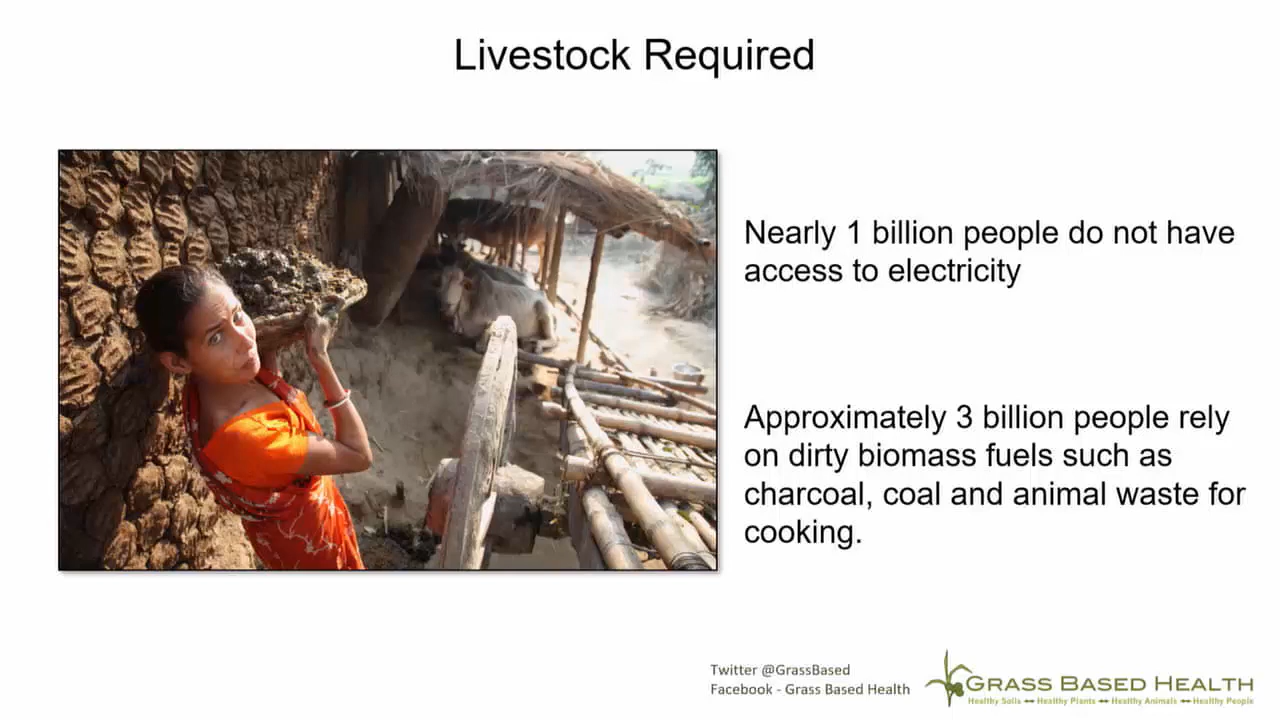 Livestock Required
Nearly 1 billion people do not have
access to electricity
Approximately 3 billion people rely
on dirty biomass fuels such as
charcoal, coal and animal waste for
cooking.
Twitter @GrassBased
Facebook - Grass Based Health
GRASS BASED HEALTH
Healthy Soils ↔ Healthy Plants ↔ Healthy Animals ↔ Healthy People